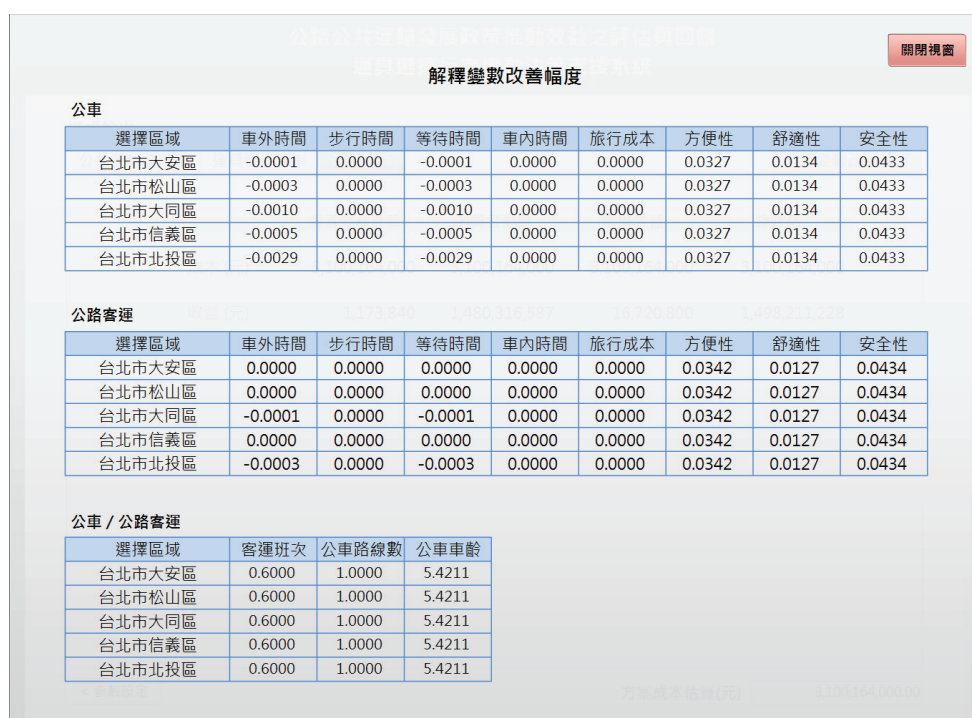 關閉視窗
解釋變數改善幅度
公車
選擇區域 車外時間 步行時間 等待時間 車內時間 旅行成本 方便性 舒適性 安全性
台北市大安區 -0.0001 0.0000 -0.0001 0.0000 0.0000 0.0327 0.0134 0.0433
台北市松山區 -0.0003 0.0000 -0.0003 0.0000 0.0000 0.0327 0.0134 0.0433
台北市大同區 -0.0010 0.0000 -0.0010 0.0000 0.0000 0.0327 0.0134 0.0433
台北市信義區 -0.0005 0.0000 -0.0005 0.0000 0.0000 0.0327 0.0134 0.0433
台北市北投區 -0.0029 0.0000 -0.0029 0.0000 0.0000 0.0327 0.0134 0.0433
公路客運
選擇區域 車外時間 步行時間 等待時間 車內時間 旅行成本 方便性 舒適性 安全性
台北市大安區 0.0000 0.0000 0.0000 0.0000 0.0000 0.0342 0.0127 0.0434
台北市松山區 0.0000 0.0000 0.0000 0.0000 0.0000 0.0342 0.0127 0.0434
台北市大同區 -0.0001 0.0000 -0.0001 0.0000 0.0000 0.0342 0.0127 0.0434
台北市信義區 0.0000 0.0000 0.0000 0.0000 0.0000 0.0342 0.0127 0.0434
台北市北投區 -0.0003 0.0000 -0.0003 0.0000 0.0000 0.0342 0.0127 0.0434
公車 / 公路客運
選擇區域 客運班次 公車路線數 公車車齡
台北市大安區 0.6000 1.0000 5.4211
台北市松山區 0.6000 1.0000 5.4211
台北市大同區 0.6000 1.0000 5.4211
台北市信義區 0.6000 1.0000 5.4211
台北市北投區 0.6000 1.0000 5.4211